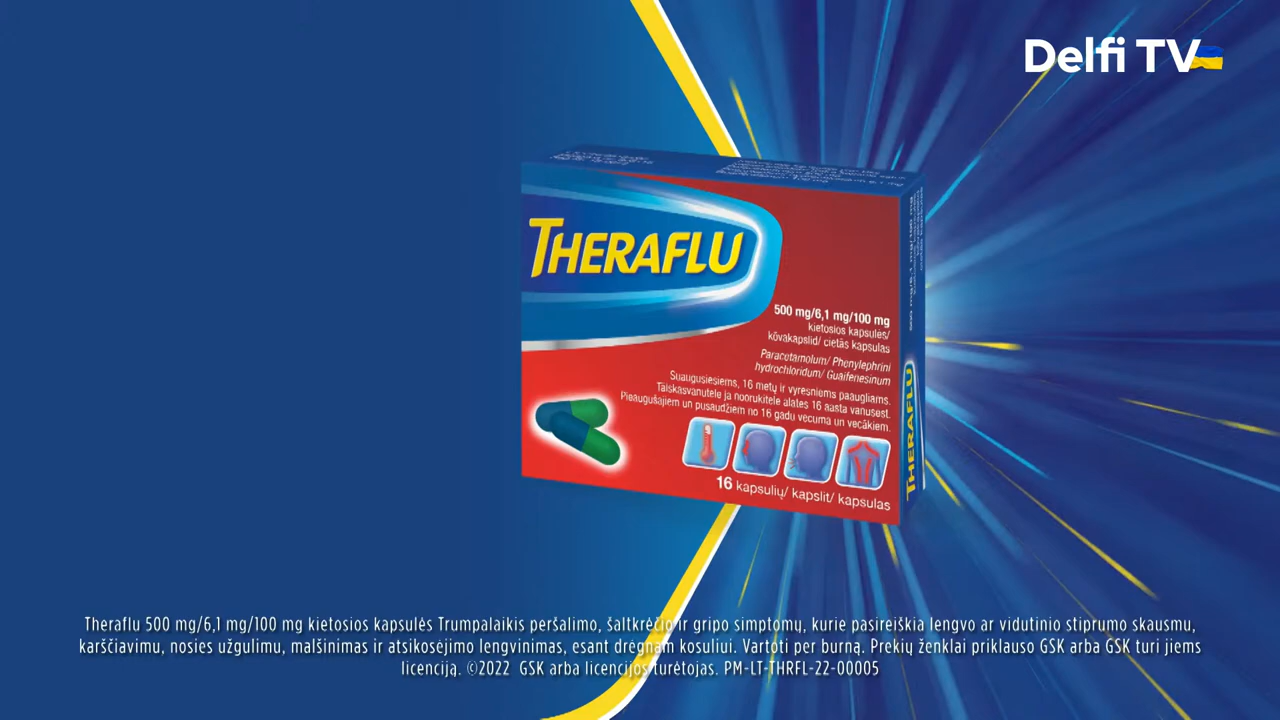 Delfi TV
THERAFLU
500 mg/6,1 mg/100 mg
kietosios kapsulės/
kõvakapslid/ cietās kapsulas
Paracetamolum/ Phenylephrini
hydrochloridum/ Guaifenesinum
Suaugusiesiems, 16 metų ir vyresniems paaugliams.
Täiskasvanutele ja noorukitele alates 16 aasta vanusest.
Pieaugušajiem un pusaudžiem no 16 gadu vecuma un vecākiem.
16 kapsulių/ kapslit/ kapsulas
THERAFLU
Theraflu 500 mg/6,1 mg/100 mg kietosios kapsulės Trumpalaikis peršalimo, šaltkrėčio ir gripo simptomų, kurie pasireiškia lengvo ar vidutinio stiprumo skausmu,
karščiavimu, nosies užgulimu, malšinimas ir atsikosėjimo lengvinimas, esant drėgnam kosuliui. Vartoti per burną. Prekių ženklai priklauso GSK arba GSK turi jiems
licenciją. ©2022 GSK arba licencijos turėtojas. PM-LT-THRFL-22-00005